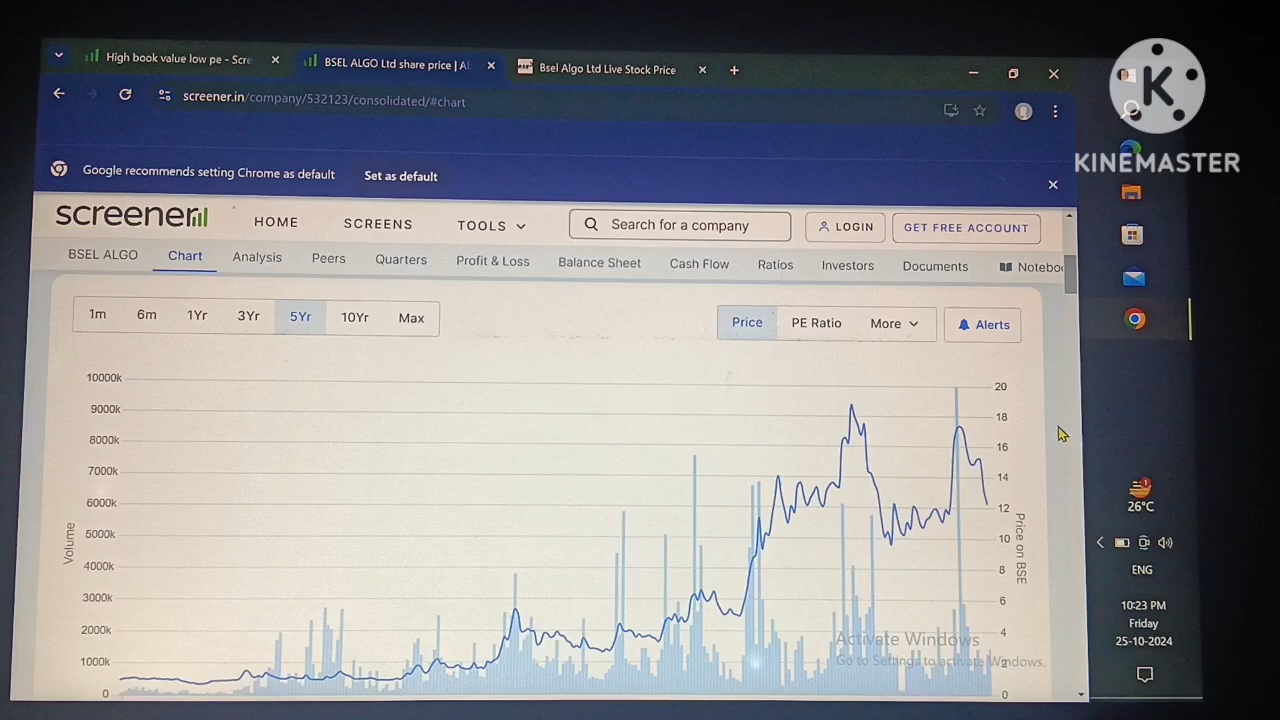 High book value low pe - Scre
BSEL ALGO Ltd share price | A
Bsel Algo Ltd Live Stock Price
screener.in/company/532123/consolidated/#chart
K
KINEMASTER
Google recommends setting Chrome as default
Set as default
screener
HOME
SCREENS
TOOLS
Search for a company
LOGIN
GET FREE ACCOUNT
BSEL ALGO
Chart
Analysis
Peers
Quarters
Profit & Loss
Balance Sheet
Cash Flow
Ratios
Investors
Documents
Noteboo
1m
6m
1Yr
3Yr
5Yr
10Yr
Max
Price
PE Ratio
More
Alerts
10000k
9000k
8000k
7000k
6000k
5000k
4000k
3000k
2000k
1000k
0
Volume
20
18
16
14
12
10
8
6
4
2
0
Price on BSE
Activate Windows
Go to Settings to activate Windows.
1
26°C
ENG
10:23 PM
Friday
25-10-2024